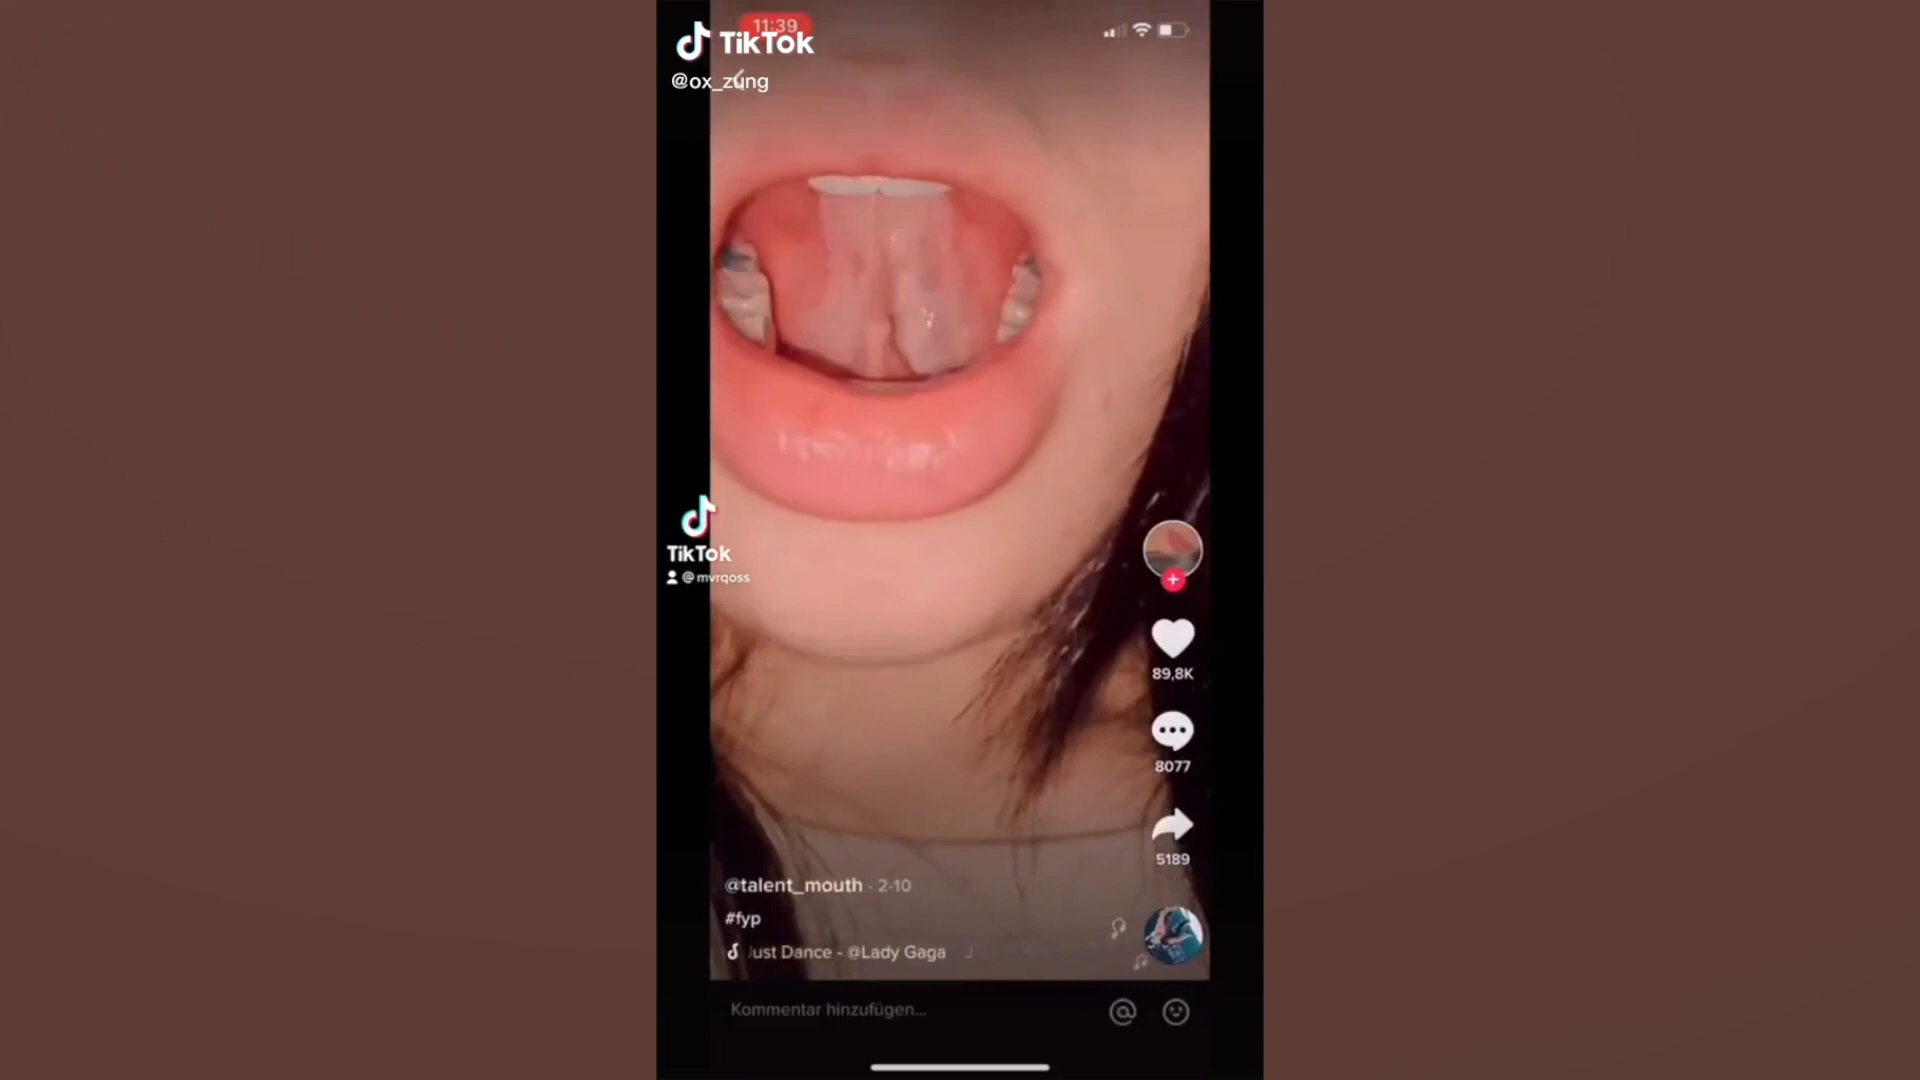 11:39
TikTok
@ox_zung
TikTok
@mvrqoss
89,8K
8077
5189
@talent_mouth · 2-10
#fyp
Just Dance - @Lady Gaga
Kommentar hinzufügen...